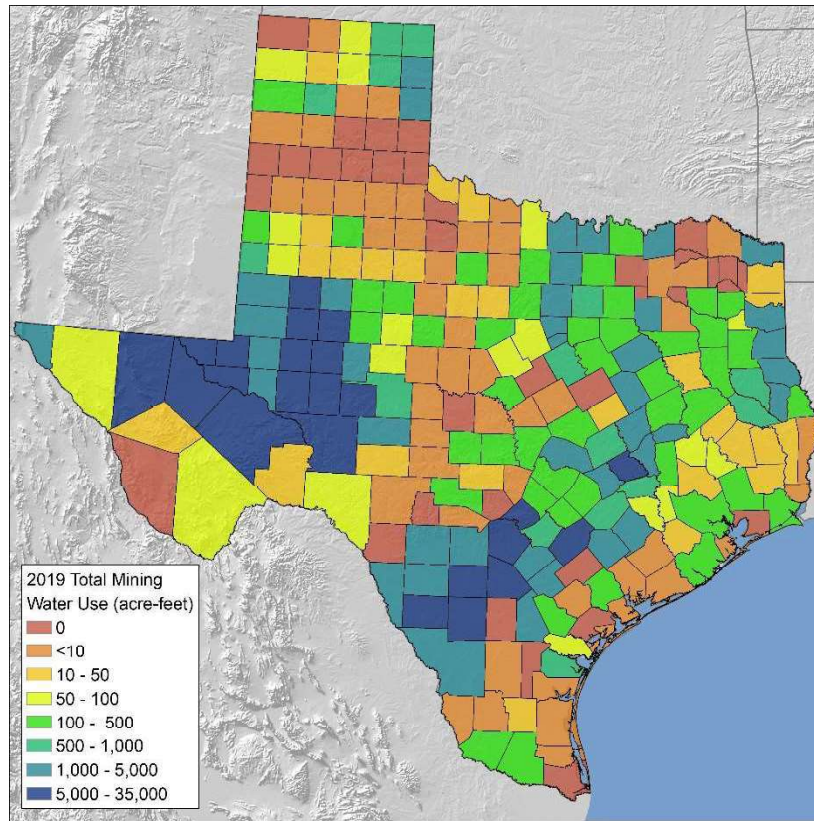 2019 Total Mining
Water Use (acre-feet)
0
<10
10 - 50
50 - 100
100 - 500
500 - 1,000
1,000 - 5,000
5,000 - 35,000